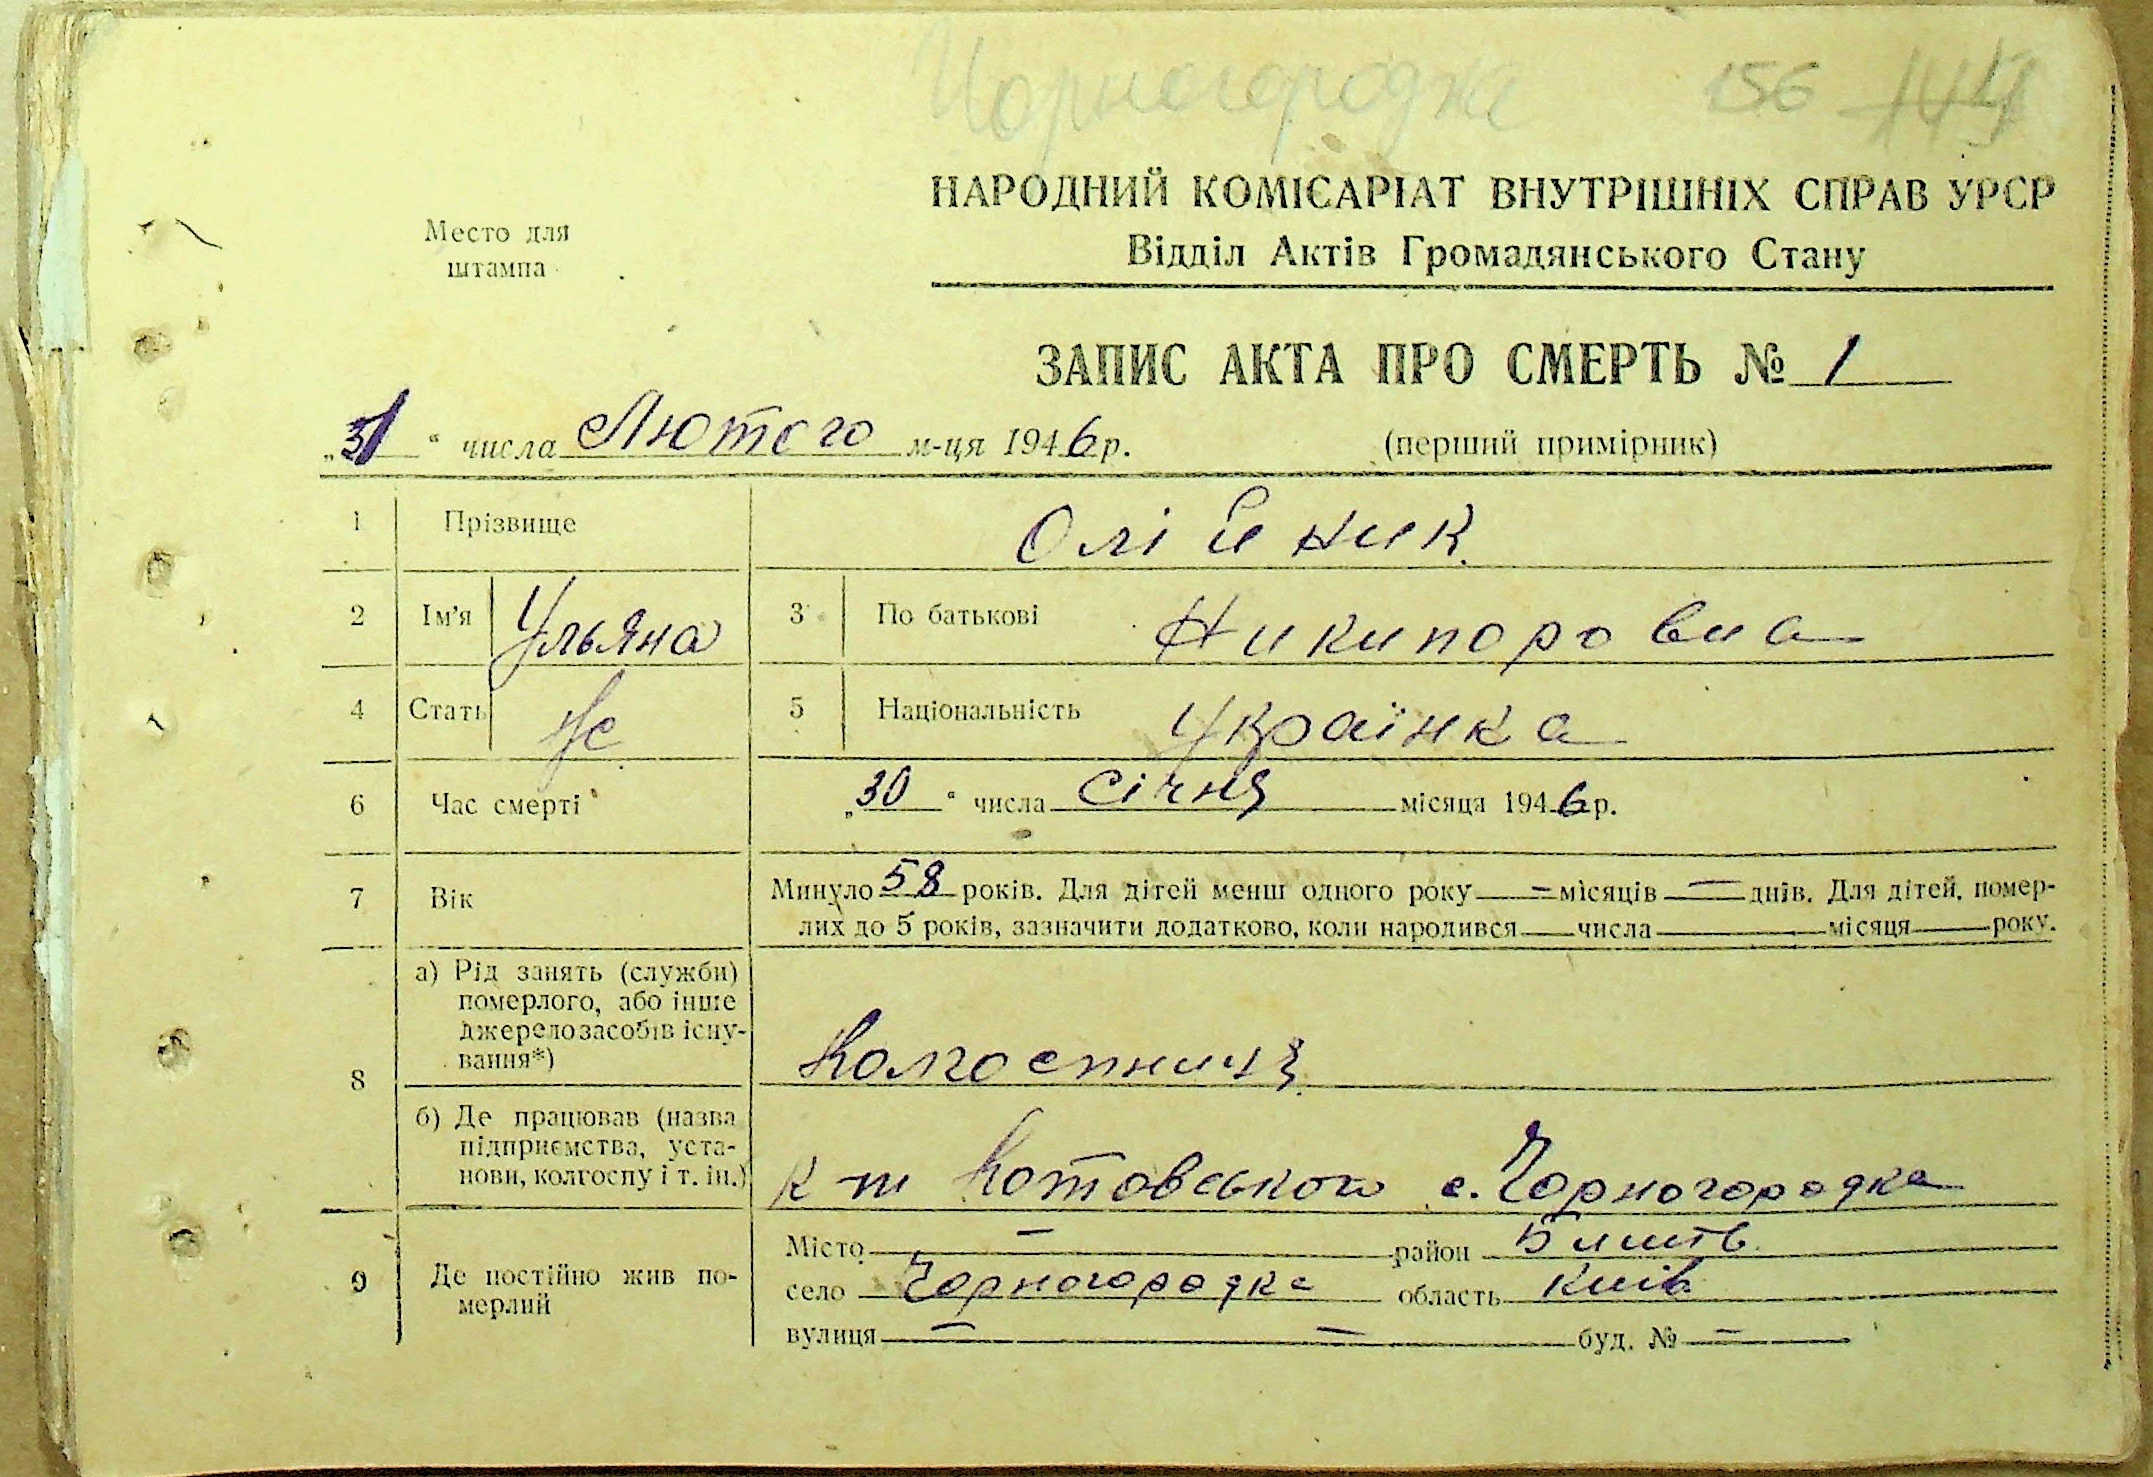 Чорногородка 156 144
НАРОДНИЙ КОМІСАРІАТ ВНУТРІШНІХ СПРАВ УРСР
Место для
штампа
Відділ Актів Громадянського Стану
ЗАПИС АКТА ПРО СМЕРТЬ № 1
„ 31 “ числа Лютого м-ця 1946 р.
(перший примірник)
1 Прізвище Олійник
2 Ім'я Ульяна 3 По батькові Никипоровна
4 Стать Ж 5 Національність Українка
6 Час смерті „ 30 “ числа Січня місяця 1946 р.
7 Вік Минуло 58 років. Для дітей менш одного року — місяців — днів. Для дітей, помер-
лих до 5 років, зазначити додатково, коли народився числа місяця року.
8 а) Рід занять (служби)
померлого, або інше
джерело засобів існу-
вання*)
Колгоспниця
б) Де працював (назва
підприємства, уста-
нови, колгоспу і т. ін.)
к-п Котовського с. Чорногородка
9 Де постійно жив по-
мерлий
Місто — район
село Чорногородка область Київ
вулиця — — буд. № —